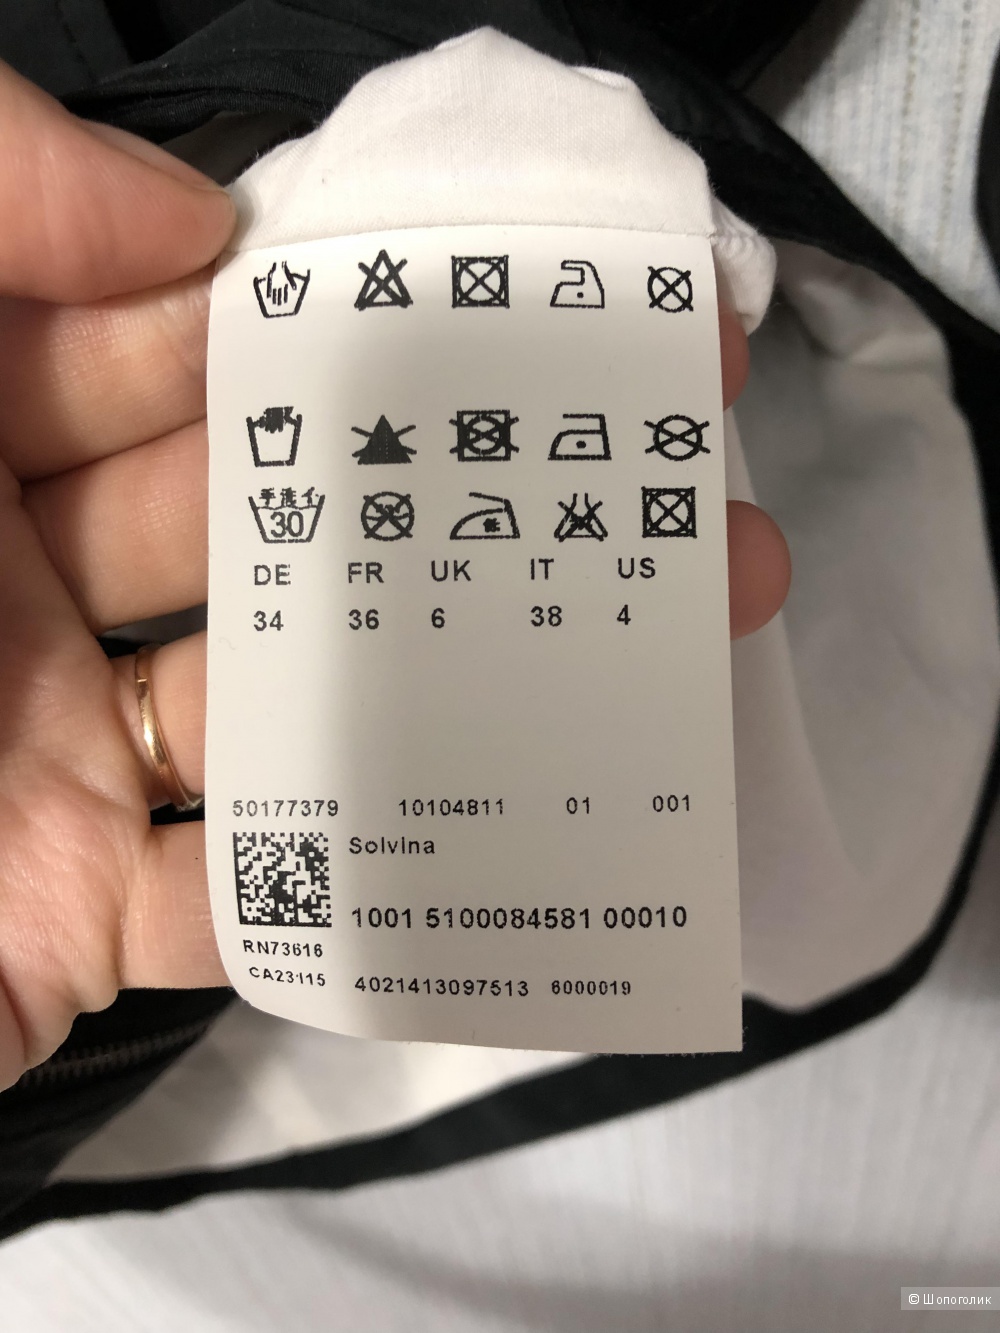 手洗イ
30
低
DE FR UK IT US
34 36 6 38 4
50177379 10104811 01 001
Solvina
1001 5100084581 00010
RN73616
CA23115
4021413097513 6000019
© Шопоголик